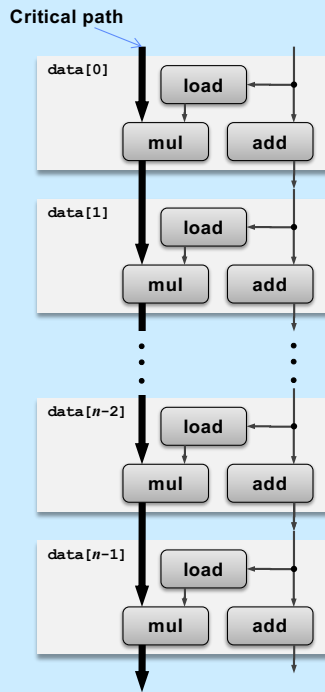 Critical path
data[0]
load
mul add
data[1]
load
mul add
data[n-2]
load
mul add
data[n-1]
load
mul add